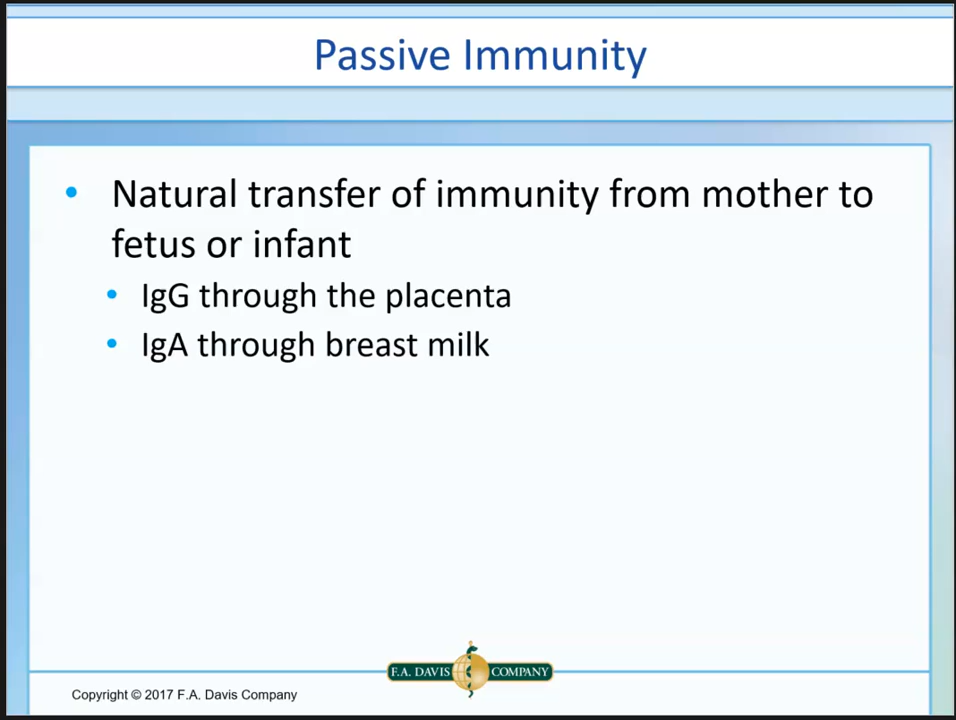 Passive Immunity
• Natural transfer of immunity from mother to
fetus or infant
• IgG through the placenta
• IgA through breast milk
F.A. DAVIS COMPANY
Copyright © 2017 F.A. Davis Company